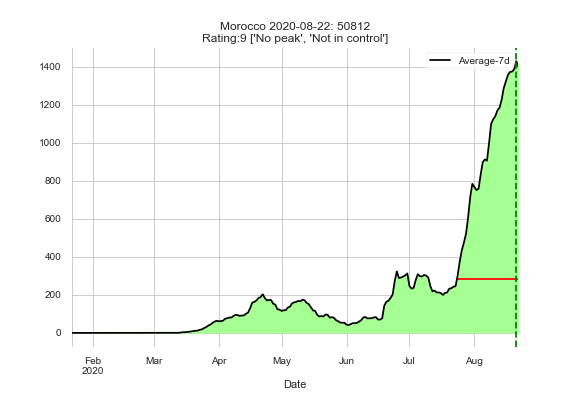 Morocco 2020-08-22: 50812
Rating:9 ['No peak', 'Not in control']
Average-7d
1400
1200
1000
800
600
400
200
0
Feb Mar Apr May Jun Jul Aug
2020
Date